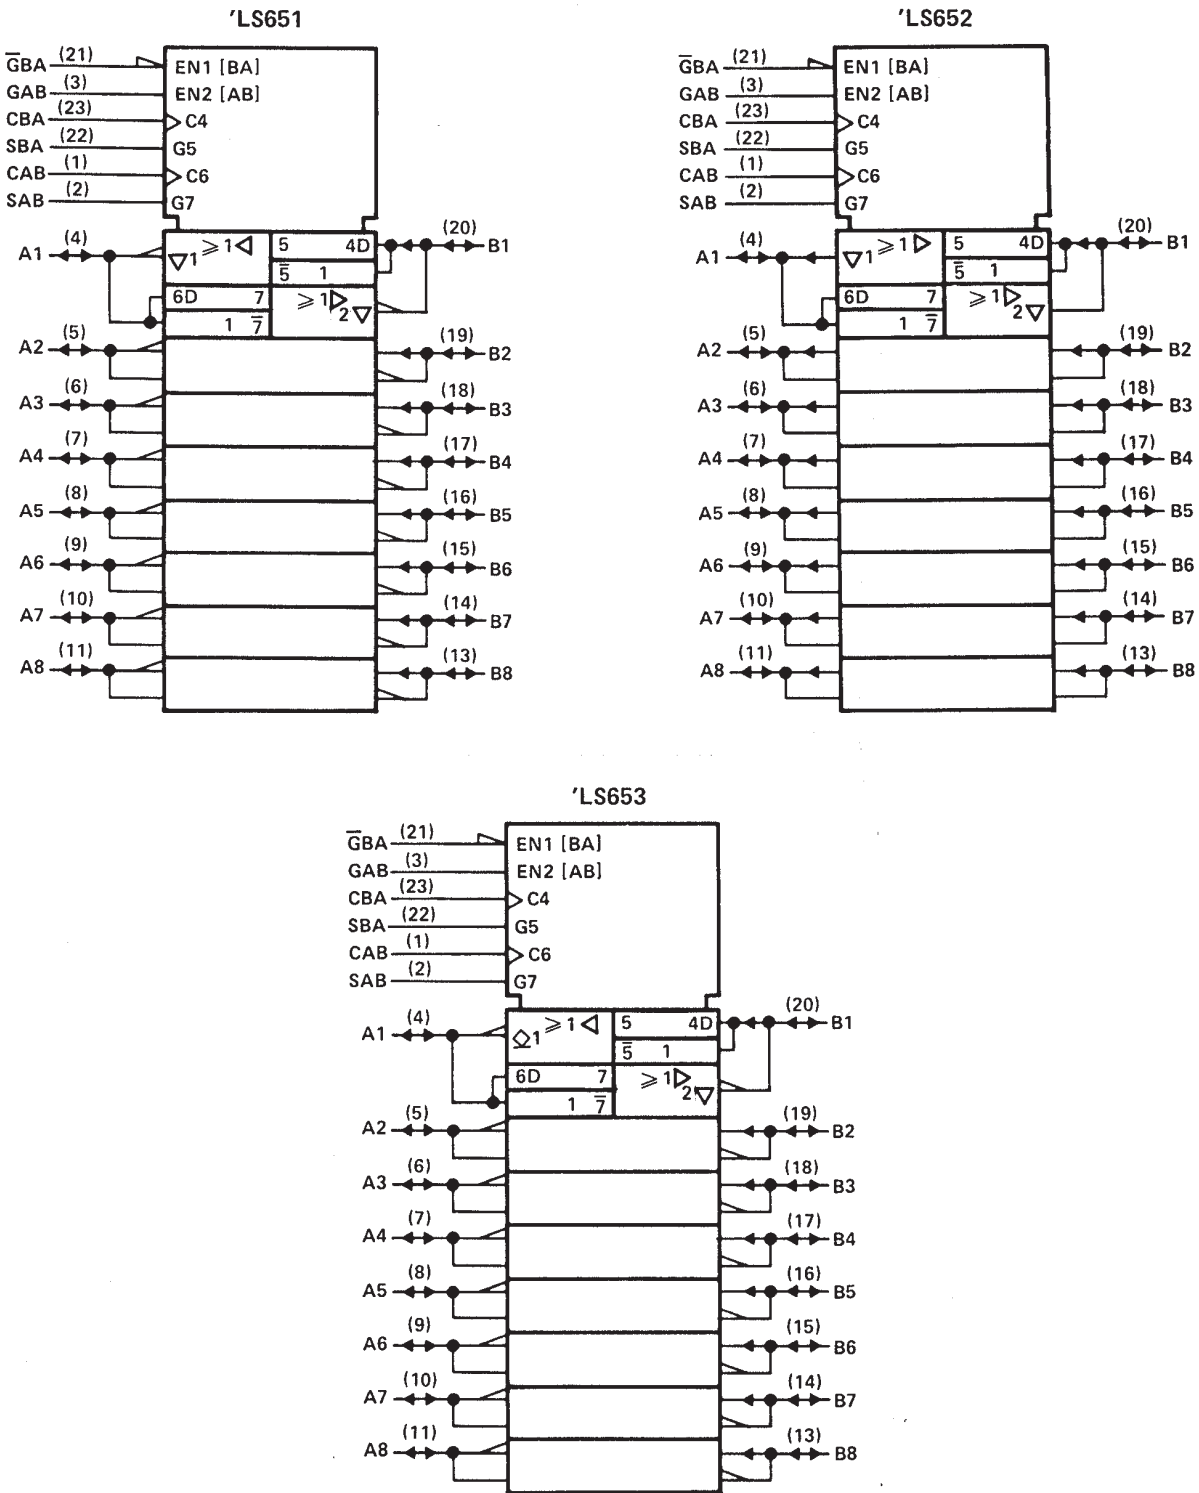 'LS651
G̅BA (21) EN1 [BA]
GAB (3) EN2 [AB]
CBA (23) C4
SBA (22) G5
CAB (1) C6
SAB (2) G7
A1 (4) ▽1 ≥1 ◁ 5 4D (20) B1
5̅ 1
6D 7 ≥1 ▷ 2 ▽
1 7̅
A2 (5) (19) B2
A3 (6) (18) B3
A4 (7) (17) B4
A5 (8) (16) B5
A6 (9) (15) B6
A7 (10) (14) B7
A8 (11) (13) B8
'LS652
G̅BA (21) EN1 [BA]
GAB (3) EN2 [AB]
CBA (23) C4
SBA (22) G5
CAB (1) C6
SAB (2) G7
A1 (4) ▽1 ≥1 ▷ 5 4D (20) B1
5̅ 1
6D 7 ≥1 ▷ 2 ▽
1 7̅
A2 (5) (19) B2
A3 (6) (18) B3
A4 (7) (17) B4
A5 (8) (16) B5
A6 (9) (15) B6
A7 (10) (14) B7
A8 (11) (13) B8
'LS653
G̅BA (21) EN1 [BA]
GAB (3) EN2 [AB]
CBA (23) C4
SBA (22) G5
CAB (1) C6
SAB (2) G7
A1 (4) ◇1 ≥1 ◁ 5 4D (20) B1
5̅ 1
6D 7 ≥1 ▷ 2 ▽
1 7̅
A2 (5) (19) B2
A3 (6) (18) B3
A4 (7) (17) B4
A5 (8) (16) B5
A6 (9) (15) B6
A7 (10) (14) B7
A8 (11) (13) B8